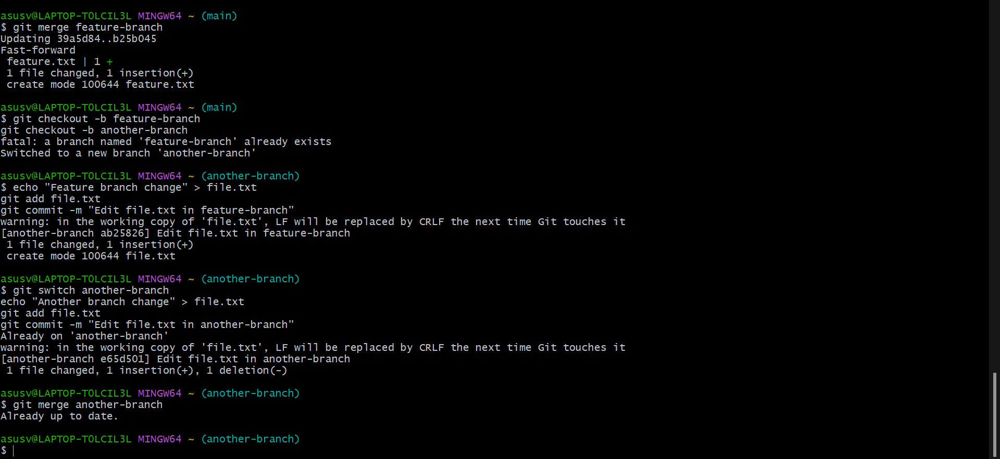 asusv@LAPTOP-T0LCIL3L MINGW64 ~ (main)
$ git merge feature-branch
Updating 39a5d84..b25b045
Fast-forward
 feature.txt | 1 +
 1 file changed, 1 insertion(+)
 create mode 100644 feature.txt

asusv@LAPTOP-T0LCIL3L MINGW64 ~ (main)
$ git checkout -b feature-branch
git checkout -b another-branch
fatal: a branch named 'feature-branch' already exists
Switched to a new branch 'another-branch'

asusv@LAPTOP-T0LCIL3L MINGW64 ~ (another-branch)
$ echo "Feature branch change" > file.txt
git add file.txt
git commit -m "Edit file.txt in feature-branch"
warning: in the working copy of 'file.txt', LF will be replaced by CRLF the next time Git touches it
[another-branch ab25826] Edit file.txt in feature-branch
 1 file changed, 1 insertion(+)
 create mode 100644 file.txt

asusv@LAPTOP-T0LCIL3L MINGW64 ~ (another-branch)
$ git switch another-branch
echo "Another branch change" > file.txt
git add file.txt
git commit -m "Edit file.txt in another-branch"
Already on 'another-branch'
warning: in the working copy of 'file.txt', LF will be replaced by CRLF the next time Git touches it
[another-branch e65d501] Edit file.txt in another-branch
 1 file changed, 1 insertion(+), 1 deletion(-)

asusv@LAPTOP-T0LCIL3L MINGW64 ~ (another-branch)
$ git merge another-branch
Already up to date.

asusv@LAPTOP-T0LCIL3L MINGW64 ~ (another-branch)
$